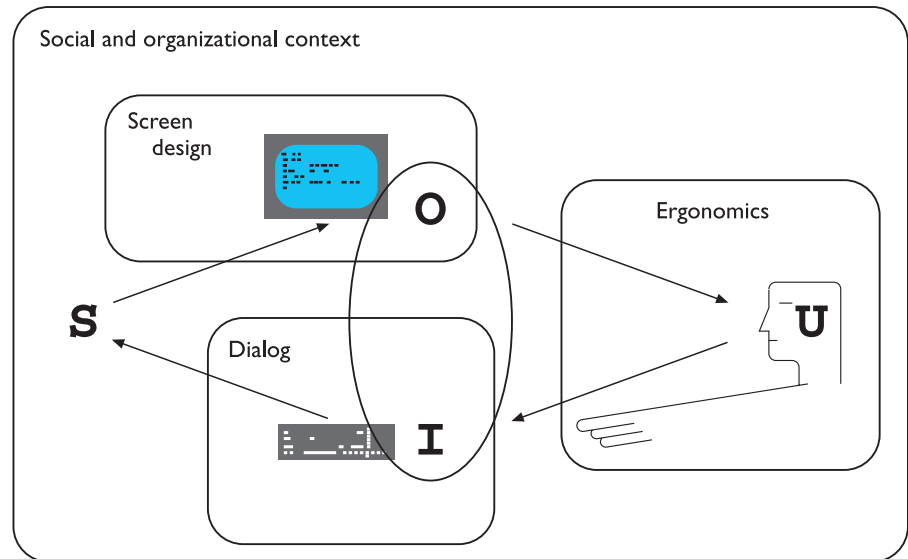 Social and organizational context
Screen
design
O
Ergonomics
S
U
Dialog
I